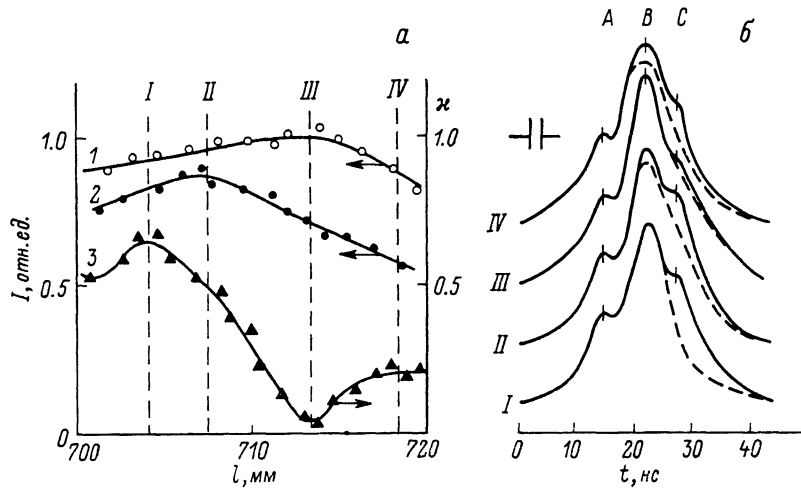 а
I II III IV
ϰ
1.0
1.0
1
2
3
0.5
0.5
0
I, отн.ед.
700 710 720
l, мм
б
A B C
IV
III
II
I
0 10 20 30 40
t, нс